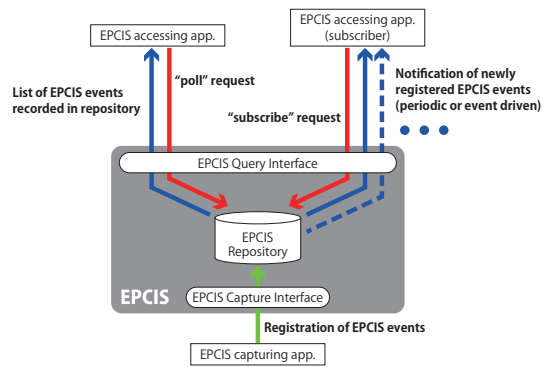 EPCIS accessing app.
EPCIS accessing app.
(subscriber)
List of EPCIS events
recorded in repository
“poll” request
“subscribe” request
Notification of newly
registered EPCIS events
(periodic or event driven)
EPCIS Query Interface
EPCIS
Repository
EPCIS
EPCIS Capture Interface
Registration of EPCIS events
EPCIS capturing app.